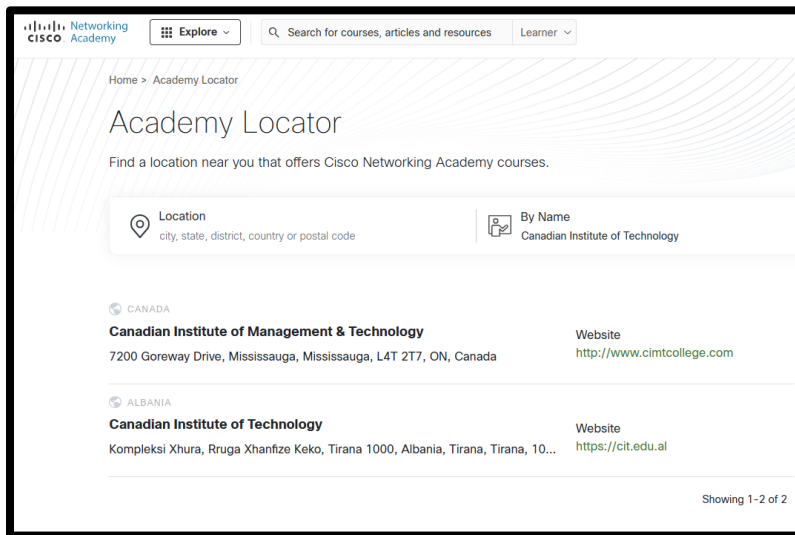 Networking
CISCO Academy
Explore
Search for courses, articles and resources
Learner
Home > Academy Locator
Academy Locator
Find a location near you that offers Cisco Networking Academy courses.
Location
city, state, district, country or postal code
By Name
Canadian Institute of Technology
CANADA
Canadian Institute of Management & Technology
7200 Goreway Drive, Mississauga, Mississauga, L4T 2T7, ON, Canada
Website
http://www.cimtcollege.com
ALBANIA
Canadian Institute of Technology
Kompleksi Xhura, Rruga Xhanfize Keko, Tirana 1000, Albania, Tirana, Tirana, 10...
Website
https://cit.edu.al
Showing 1-2 of 2